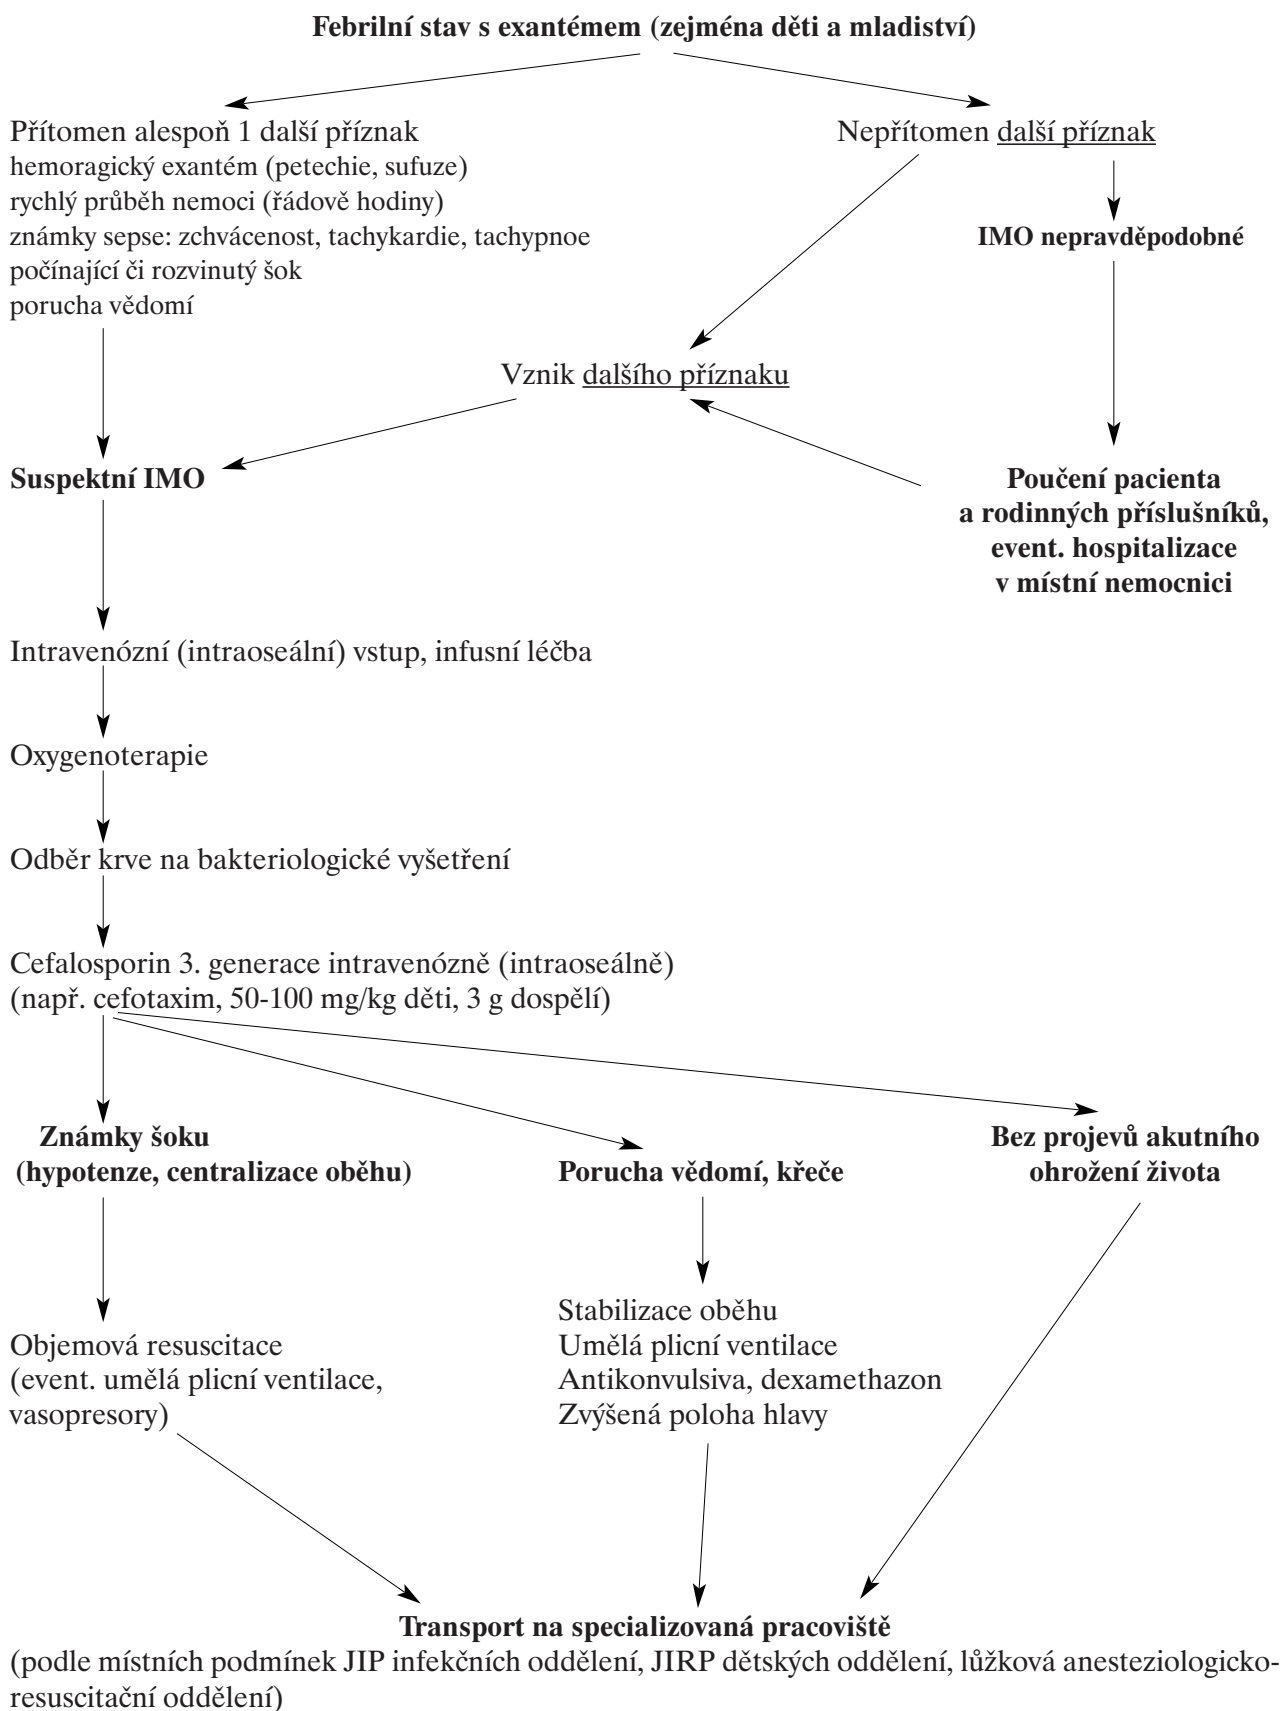 Febrilní stav s exantémem (zejména děti a mladiství)
Přítomen alespoň 1 další příznak
hemoragický exantém (petechie, sufuze)
rychlý průběh nemoci (řádově hodiny)
známky sepse: zchvácenost, tachykardie, tachypnoe
počínající či rozvinutý šok
porucha vědomí
Nepřítomen další příznak
IMO nepravděpodobné
Vznik dalšího příznaku
Suspektní IMO
Poučení pacienta
a rodinných příslušníků,
event. hospitalizace
v místní nemocnici
Intravenózní (intraoseální) vstup, infusní léčba
Oxygenoterapie
Odběr krve na bakteriologické vyšetření
Cefalosporin 3. generace intravenózně (intraoseálně)
(např. cefotaxim, 50-100 mg/kg děti, 3 g dospělí)
Známky šoku
(hypotenze, centralizace oběhu)
Porucha vědomí, křeče
Bez projevů akutního
ohrožení života
Objemová resuscitace
(event. umělá plicní ventilace,
vasopresory)
Stabilizace oběhu
Umělá plicní ventilace
Antikonvulsiva, dexamethazon
Zvýšená poloha hlavy
Transport na specializovaná pracoviště
(podle místních podmínek JIP infekčních oddělení, JIRP dětských oddělení, lůžková anesteziologicko-
resuscitační oddělení)